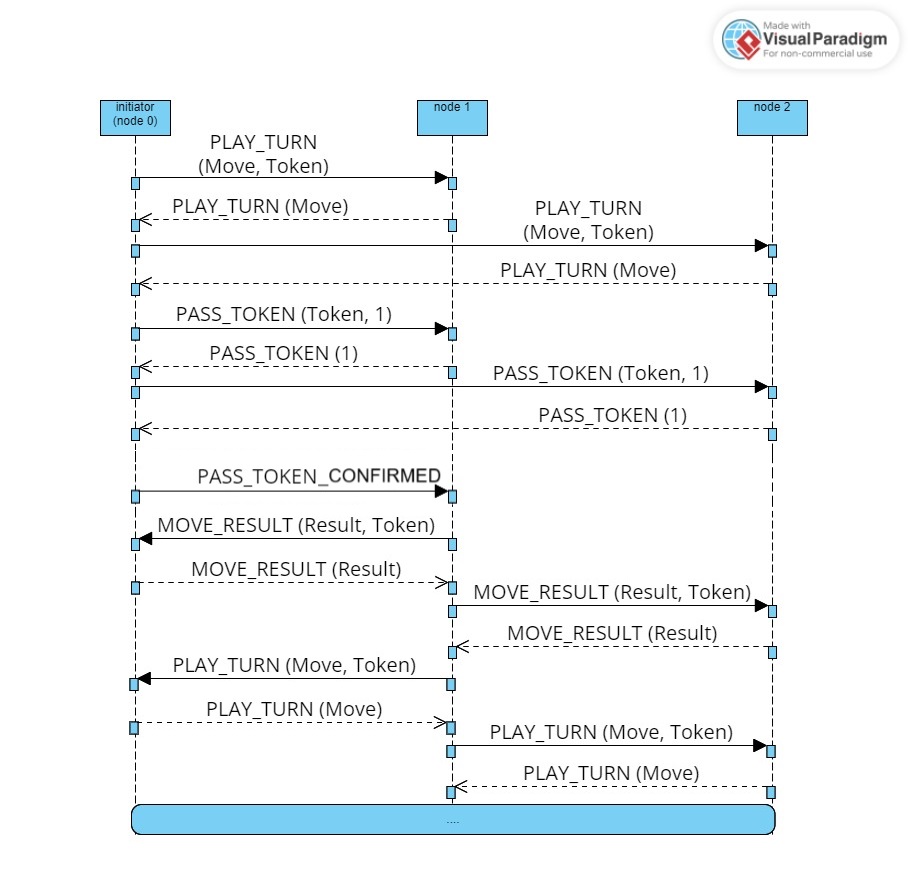 Made with
Visual Paradigm
For non-commercial use
initiator
(node 0)
node 1
node 2
PLAY_TURN
(Move, Token)
PLAY_TURN (Move)
PLAY_TURN
(Move, Token)
PLAY_TURN (Move)
PASS_TOKEN (Token, 1)
PASS_TOKEN (1)
PASS_TOKEN (Token, 1)
PASS_TOKEN (1)
PASS_TOKEN_CONFIRMED
MOVE_RESULT (Result, Token)
MOVE_RESULT (Result)
MOVE_RESULT (Result, Token)
MOVE_RESULT (Result)
PLAY_TURN (Move, Token)
PLAY_TURN (Move)
PLAY_TURN (Move, Token)
PLAY_TURN (Move)
....